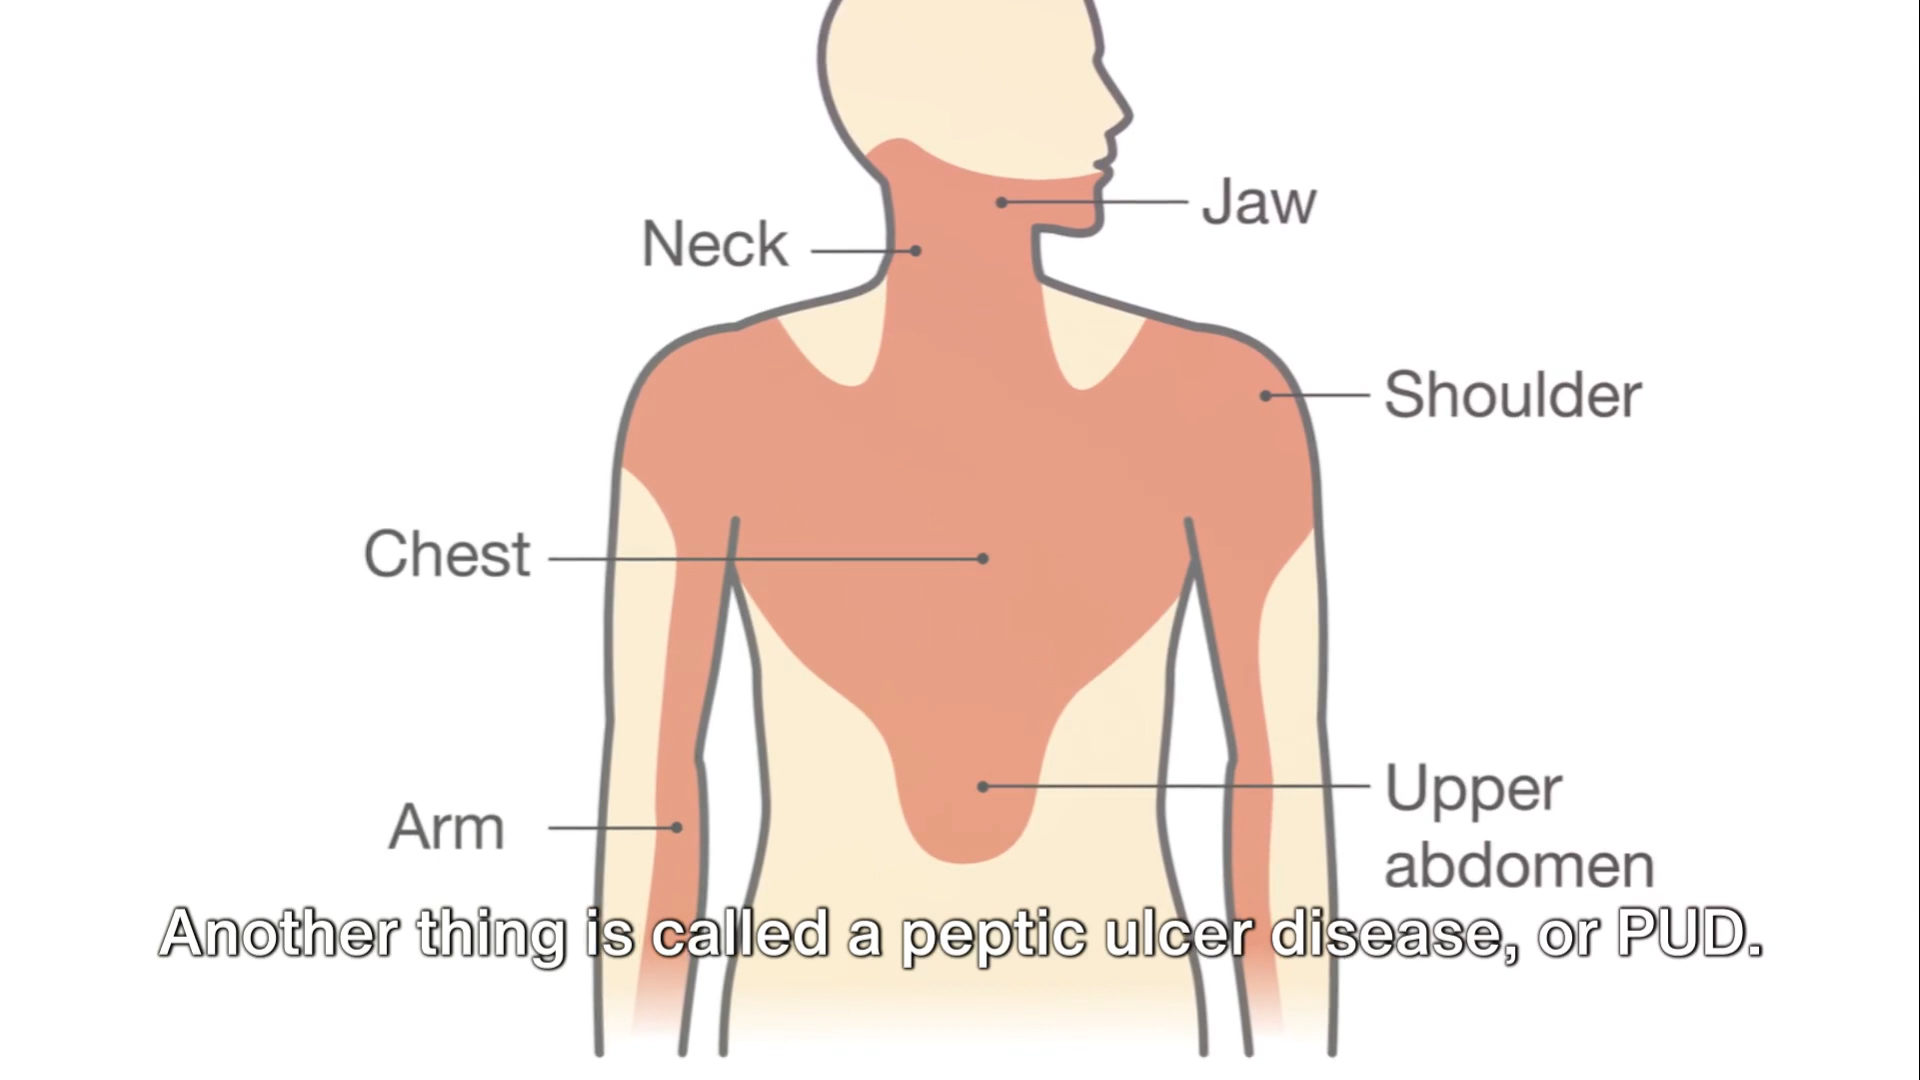 Jaw
Neck
Shoulder
Chest
Upper
abdomen
Arm
Another thing is called a peptic ulcer disease, or PUD.